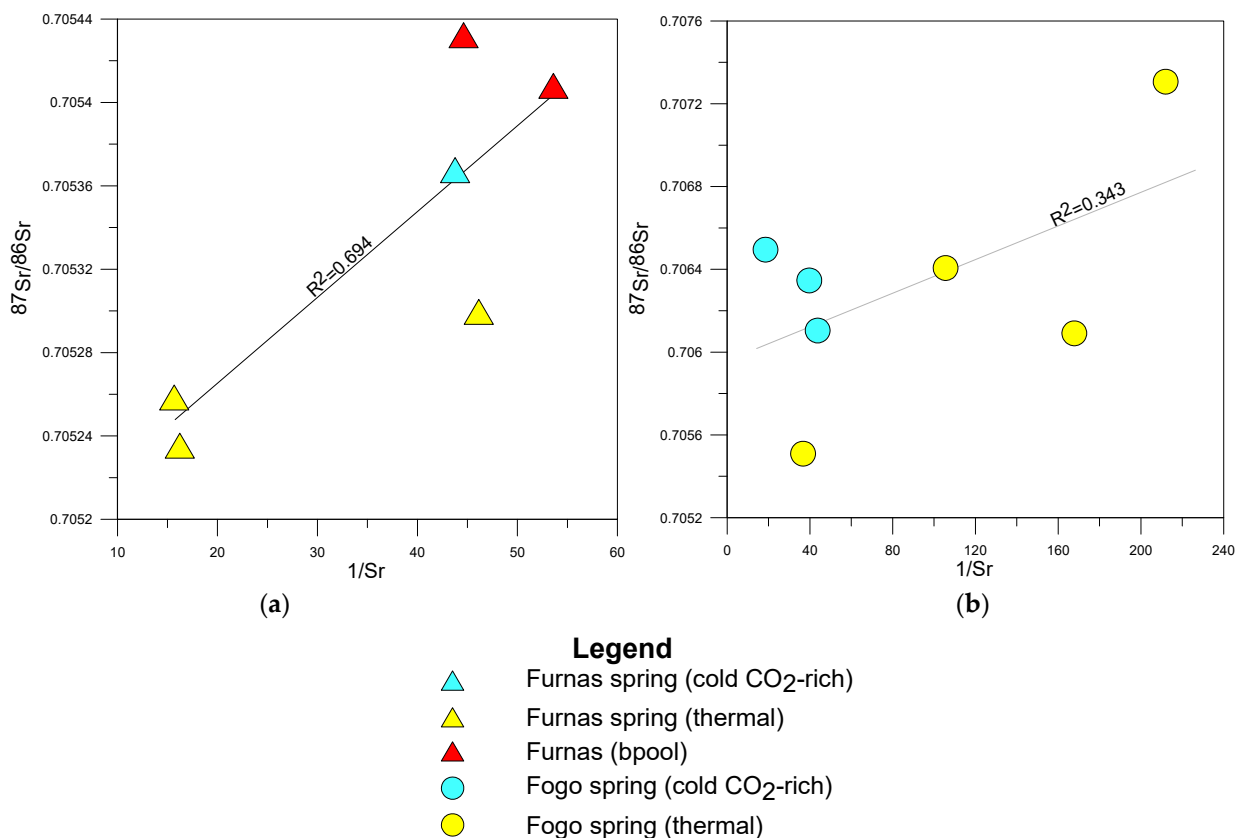 0.70544
0.7054
0.70536
0.70532
0.70528
0.70524
0.7052
87Sr/86Sr
R2=0.694
10 20 30 40 50 60
1/Sr
(a)
0.7076
0.7072
0.7068
0.7064
0.706
0.7056
0.7052
87Sr/86Sr
R2=0.343
0 40 80 120 160 200 240
1/Sr
(b)
Legend
Furnas spring (cold CO2-rich)
Furnas spring (thermal)
Furnas (bpool)
Fogo spring (cold CO2-rich)
Fogo spring (thermal)